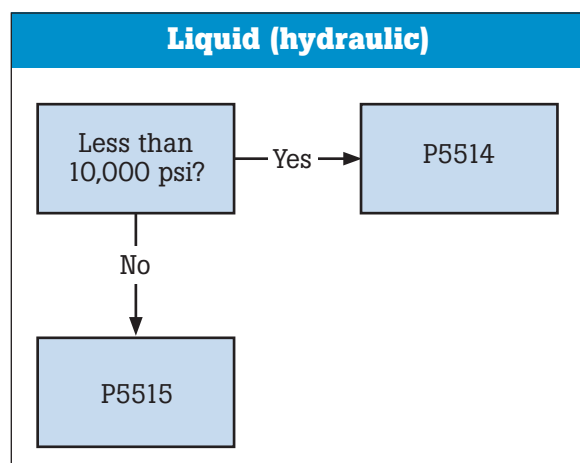 Liquid (hydraulic)
Less than
10,000 psi?
Yes
P5514
No
P5515